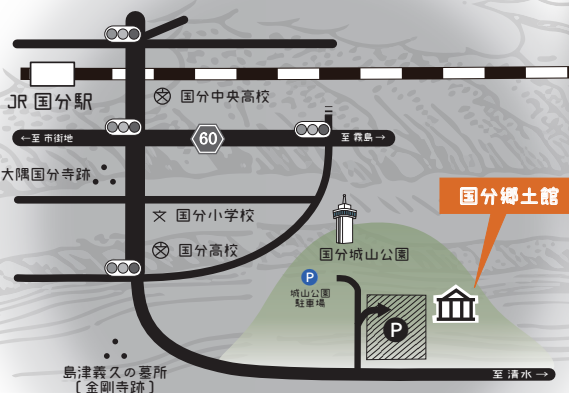 JR 国分駅
国分中央高校
←至 市街地
60
至 霧島→
大隅国分寺跡
文 国分小学校
国分高校
国分郷土館
国分城山公園
P
城山公園
駐車場
P
島津義久の墓所
〔金剛寺跡〕
至 清水→